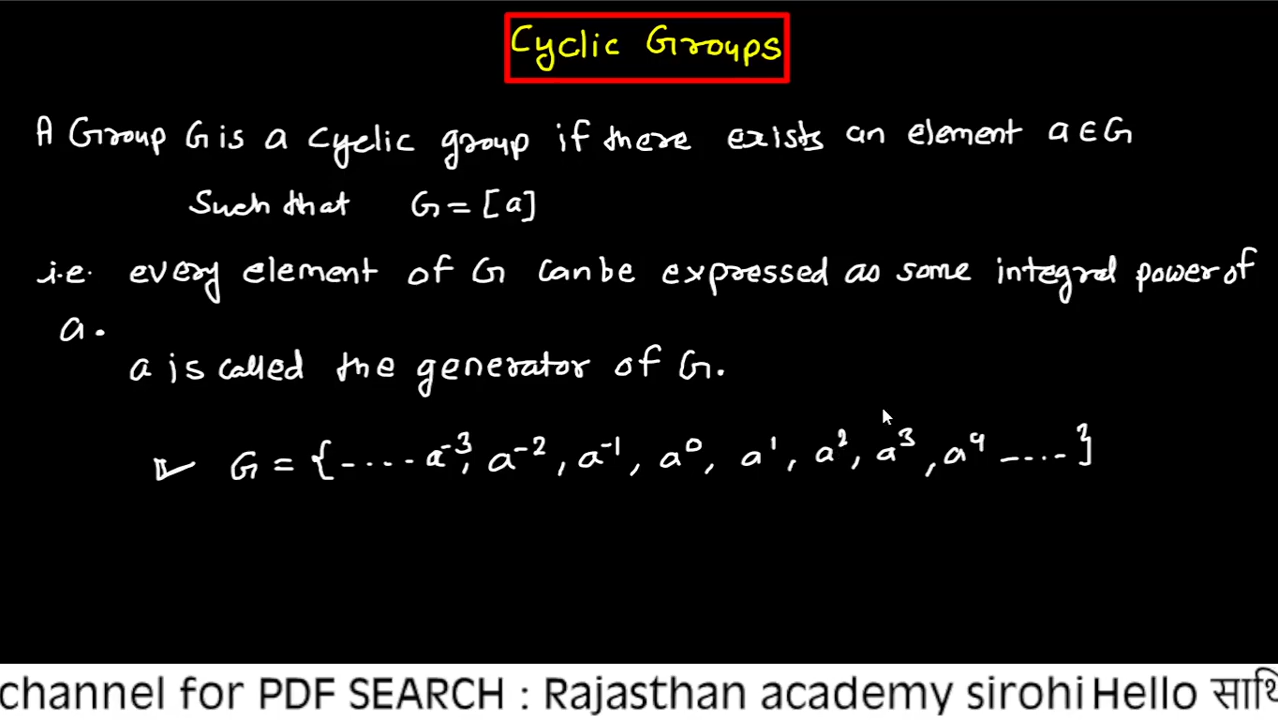 Cyclic Groups
A Group G is a cyclic group if there exists an element a∈G
Such that G = [a]
i.e. every element of G can be expressed as some integral power of
a.
a is called the generator of G.
G = {-....a⁻³, a⁻², a⁻¹, a⁰, a¹, a², a³, a⁴ -....}
channel for PDF SEARCH : Rajasthan academy sirohi Hello